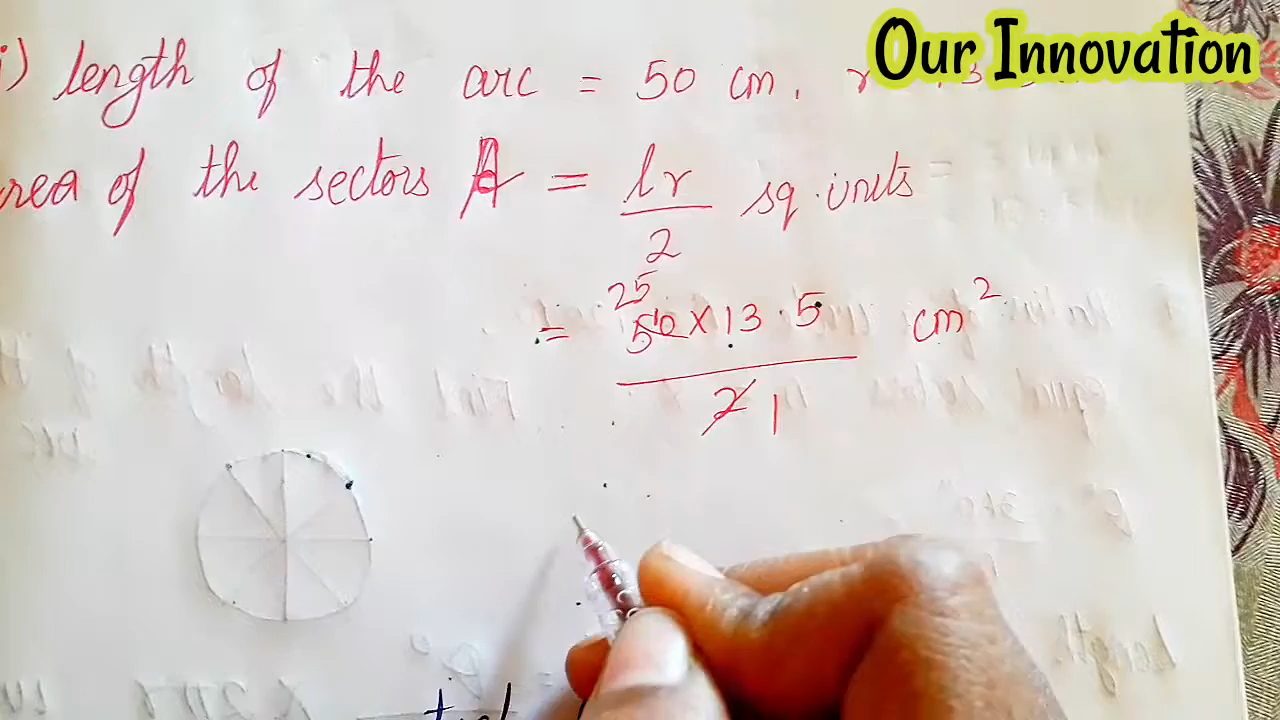 Our Innovation
i) length of the arc = 50 cm. r
area of the sectors A = lr/2 sq. units
= 25 50 x 13.5 / 2 1 cm²